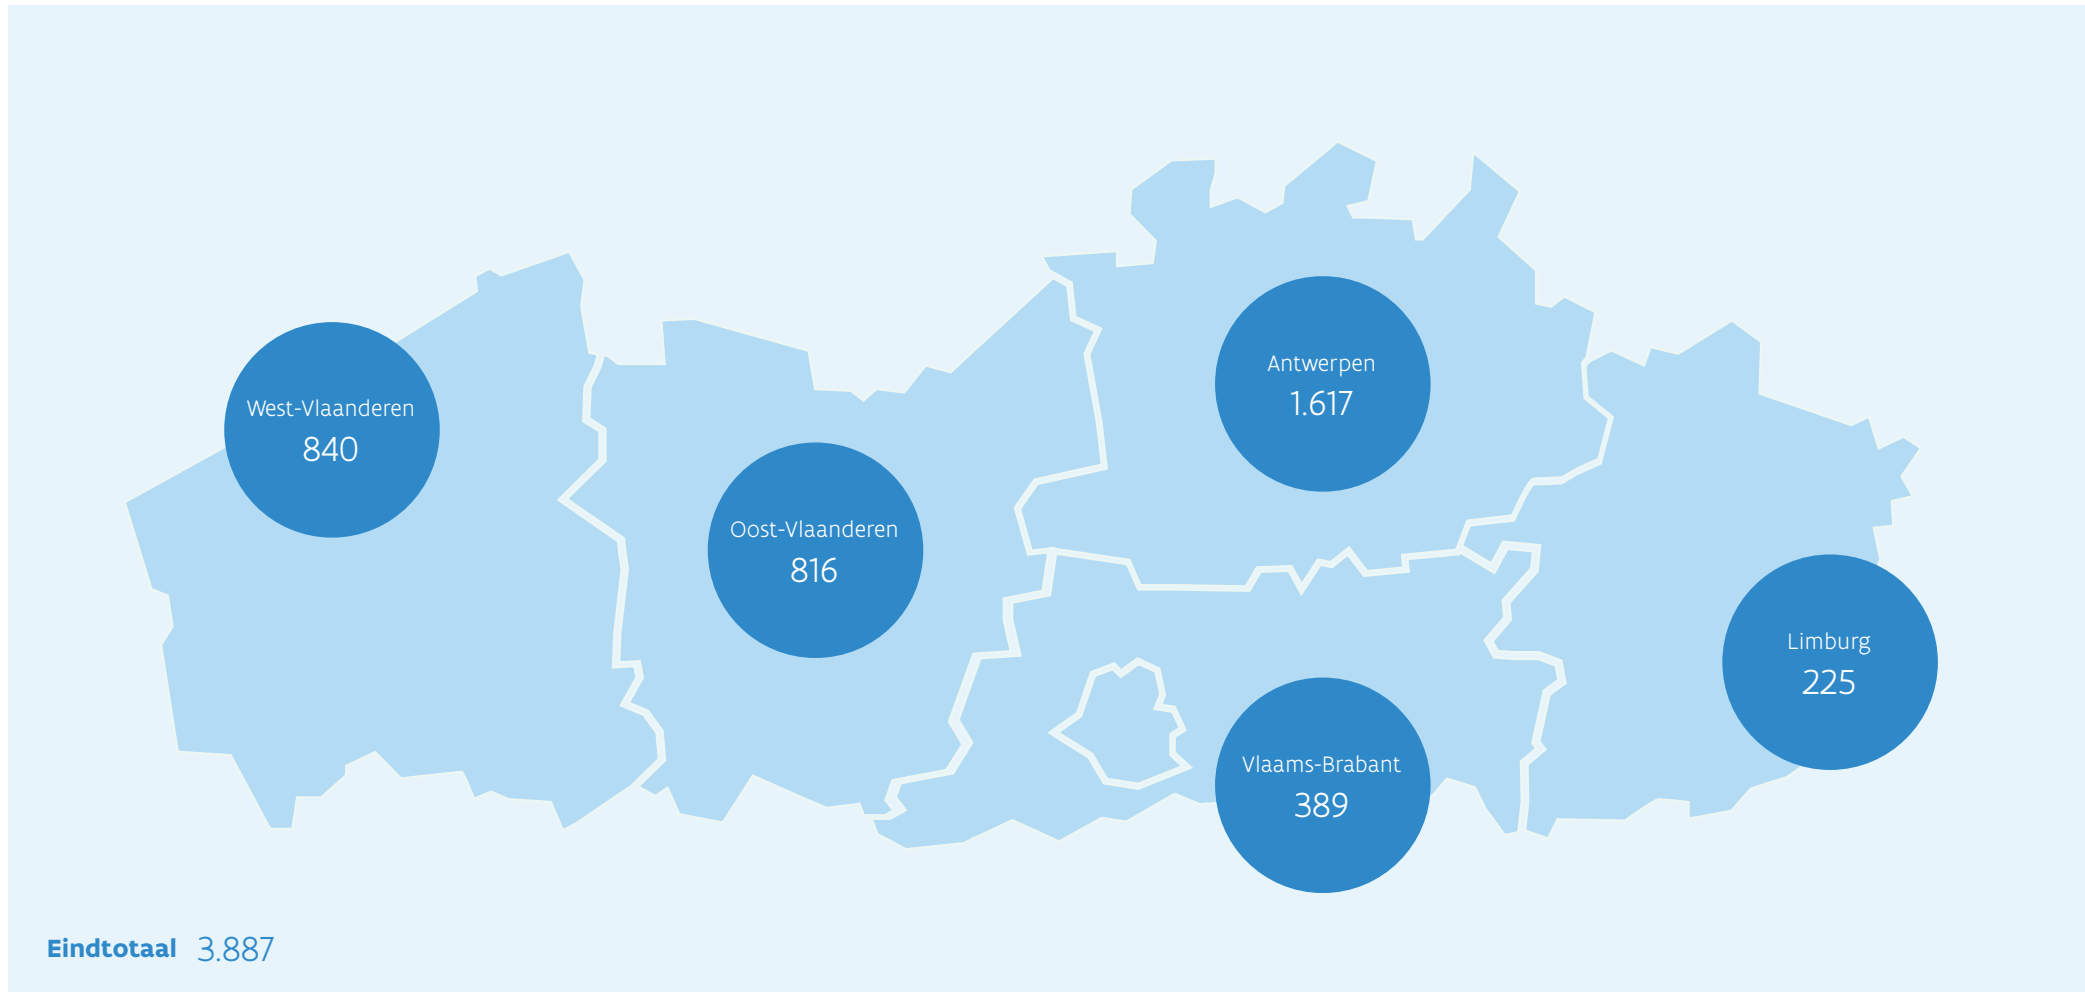 Antwerpen
1.617
West-Vlaanderen
840
Oost-Vlaanderen
816
Limburg
225
Vlaams-Brabant
389
Eindtotaal 3.887